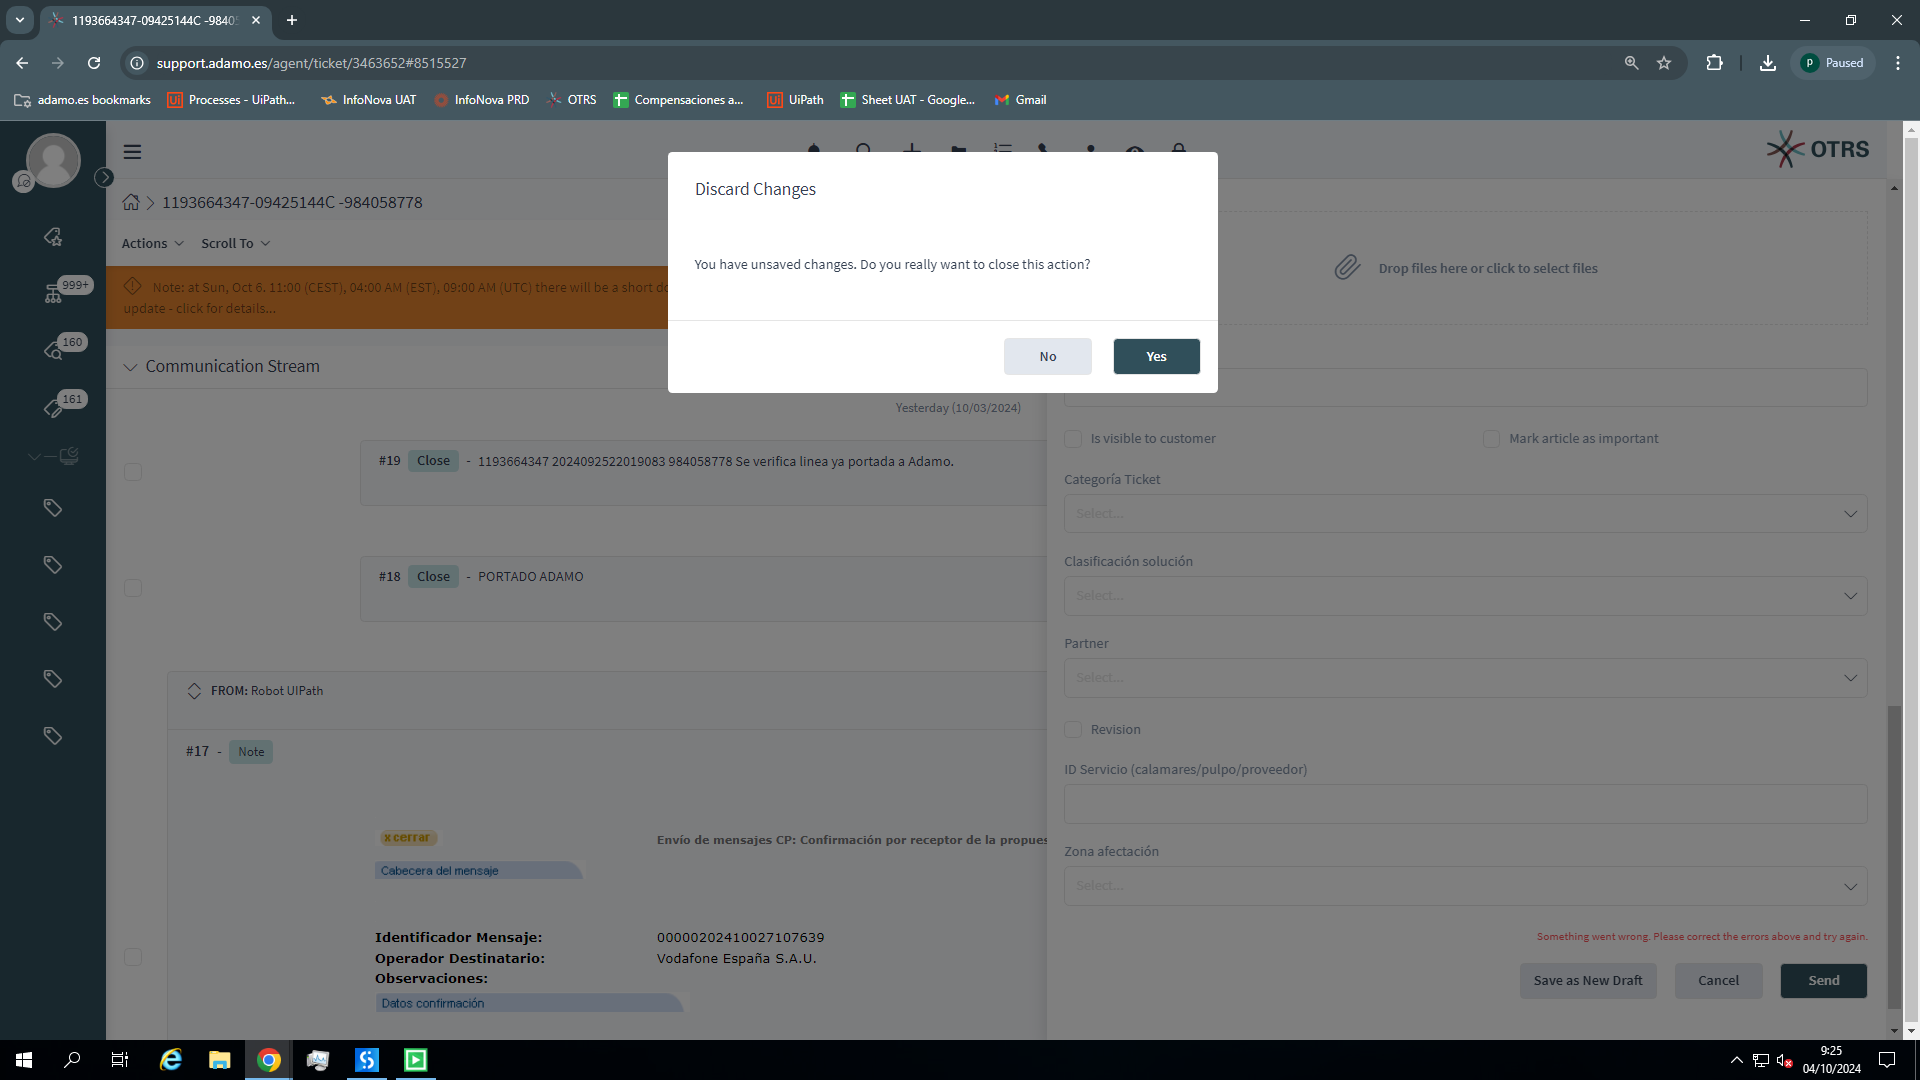 1193664347-09425144C -9840
support.adamo.es/agent/ticket/3463652#8515527
P Paused
adamo.es bookmarks
Processes - UiPath...
InfoNova UAT
InfoNova PRD
OTRS
Compensaciones a...
UiPath
Sheet UAT - Google...
Gmail
OTRS
999+
160
161
1193664347-09425144C -984058778
Actions
Scroll To
Note: at Sun, Oct 6. 11:00 (CEST), 04:00 AM (EST), 09:00 AM (UTC) there will be a short
update - click for details...
Communication Stream
Yesterday (10/03/2024)
#19 Close - 1193664347 2024092522019083 984058778 Se verifica linea ya portada a Adamo.
#18 Close - PORTADO ADAMO
FROM: Robot UIPath
#17 - Note
x cerrar
Envío de mensajes CP: Confirmación por receptor de la
Cabecera del mensaje
Identificador Mensaje: 00000202410027107639
Operador Destinatario: Vodafone España S.A.U.
Observaciones:
Datos confirmación
Discard Changes
You have unsaved changes. Do you really want to close this action?
No
Yes
Drop files here or click to select files
Is visible to customer
Mark article as important
Categoría Ticket
Select...
Clasificación solución
Select...
Partner
Select...
Revision
ID Servicio (calamares/pulpo/proveedor)
Zona afectación
Select...
Something went wrong. Please correct the errors above and try again.
Save as New Draft
Cancel
Send
9:25
04/10/2024